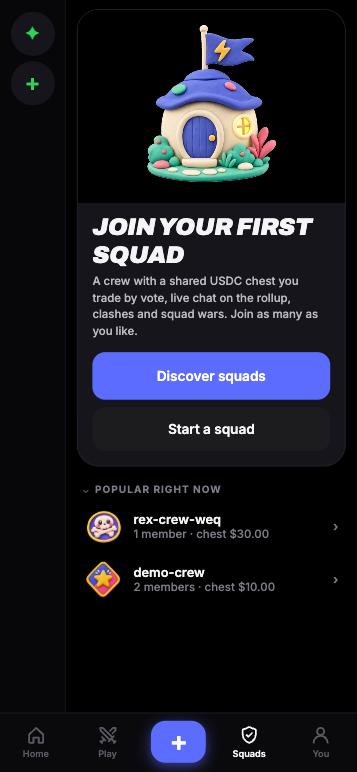 JOIN YOUR FIRST
SQUAD
A crew with a shared USDC chest you
trade by vote, live chat on the rollup,
clashes and squad wars. Join as many as
you like.
Discover squads
Start a squad
POPULAR RIGHT NOW
rex-crew-weq
1 member · chest $30.00
demo-crew
2 members · chest $10.00
Home
Play
Squads
You